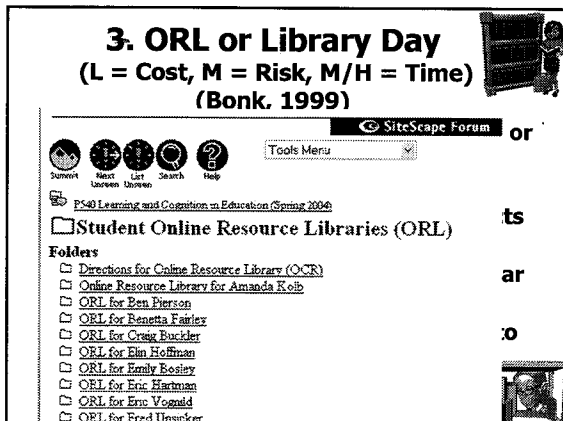 3. ORL or Library Day
(L = Cost, M = Risk, M/H = Time)
(Bonk, 1999)
SiteScape Forum
or
Summit
Next Unseen
List Unseen
Search
Help
Tools Menu
P540 Learning and Cognition in Education (Spring 2004)
Student Online Resource Libraries (ORL)
ts
Folders
Directions for Online Resource Library (OCR)
ar
Online Resource Library for Amanda Kolb
ORL for Ben Pierson
ORL for Benetta Fairley
to
ORL for Craig Buckler
ORL for Elin Hoffman
ORL for Emily Bosley
ORL for Eric Hartman
ORL for Eric Vognild
ORL for Fred Unsicker